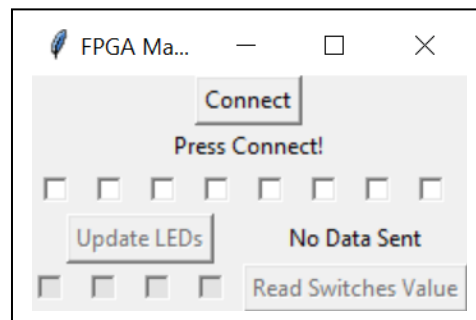 FPGA Ma...
Connect
Press Connect!
Update LEDs No Data Sent
Read Switches Value